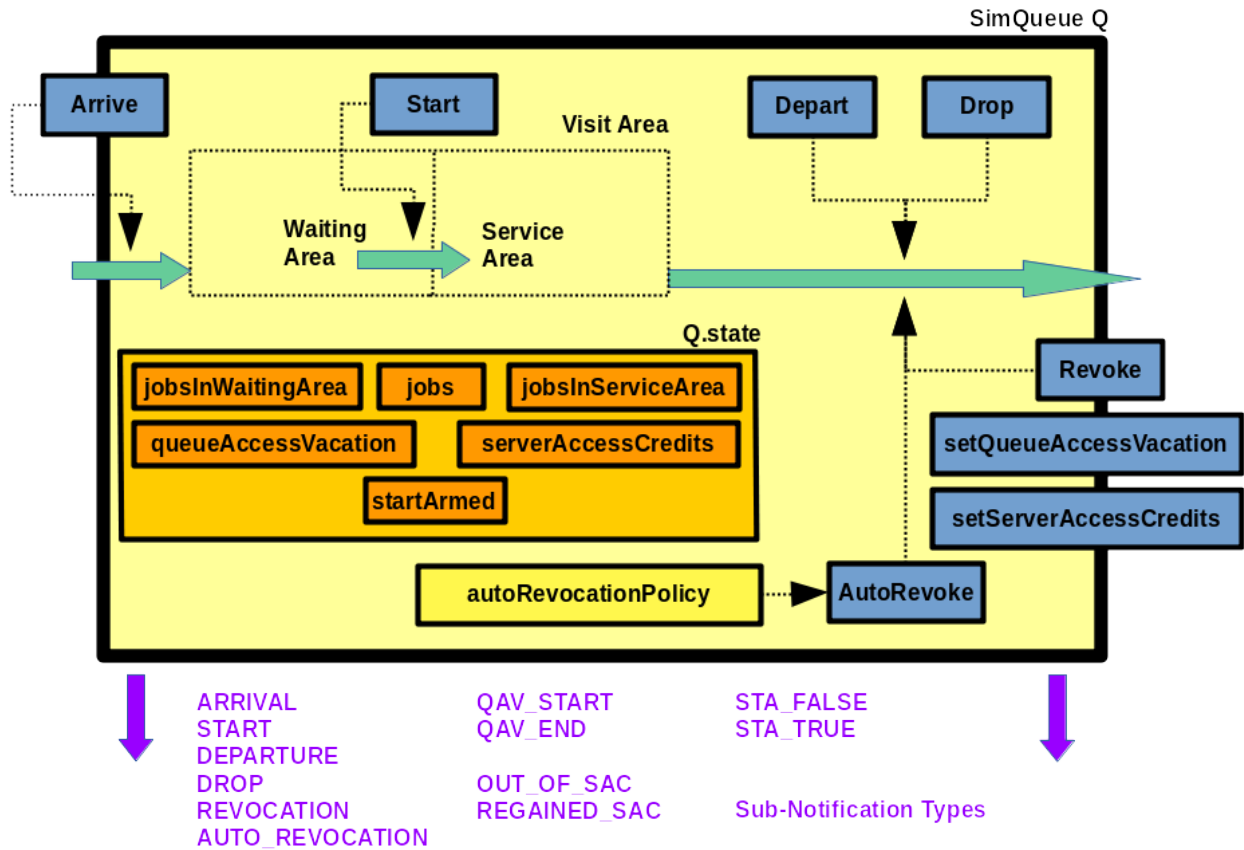 SimQueue Q
Arrive
Start
Depart
Drop
Visit Area
Waiting
Area
Service
Area
Q.state
jobsInWaitingArea
jobs
jobsInServiceArea
Revoke
queueAccessVacation
serverAccessCredits
setQueueAccessVacation
startArmed
setServerAccessCredits
autoRevocationPolicy
AutoRevoke
ARRIVAL
START
DEPARTURE
DROP
REVOCATION
AUTO_REVOCATION
QAV_START
QAV_END
OUT_OF_SAC
REGAINED_SAC
STA_FALSE
STA_TRUE
Sub-Notification Types